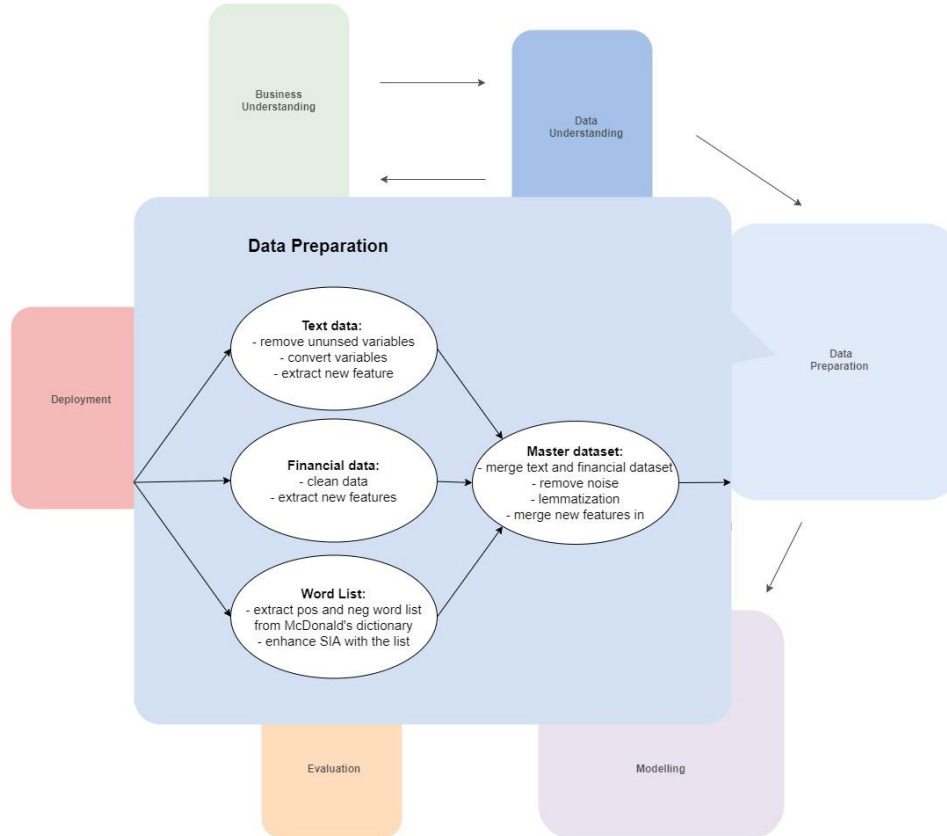 Business
Understanding
Data
Understanding
Data Preparation
Text data:
- remove ununsed variables
- convert variables
- extract new feature
Data
Preparation
Deployment
Financial data:
- clean data
- extract new features
Master dataset:
- merge text and financial dataset
- remove noise
- lemmatization
- merge new features in
Word List:
- extract pos and neg word list
from McDonald's dictionary
- enhance SIA with the list
Evaluation
Modelling